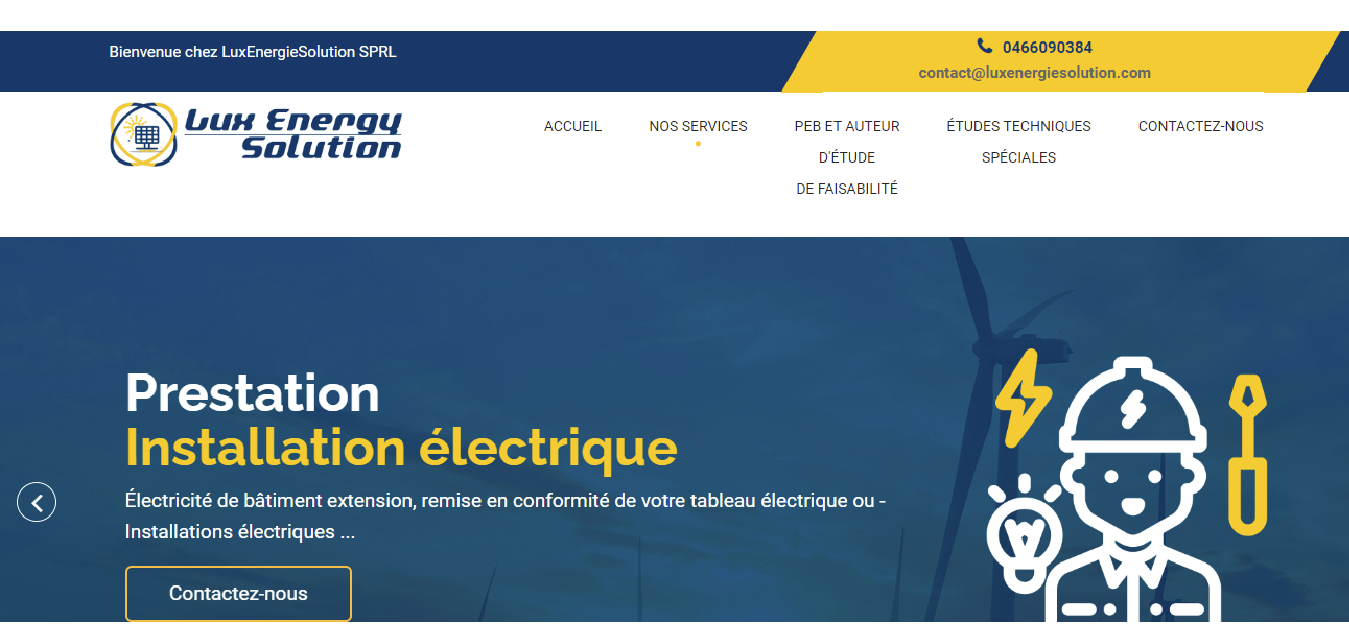 Bienvenue chez LuxEnergieSolution SPRL
0466090384
contact@luxenergiesolution.com
Lux Energy
Solution
ACCUEIL
NOS SERVICES
PEB ET AUTEUR
D'ÉTUDE
DE FAISABILITÉ
ÉTUDES TECHNIQUES
SPÉCIALES
CONTACTEZ-NOUS
Prestation
Installation électrique
Électricité de bâtiment extension, remise en conformité de votre tableau électrique ou -
Installations électriques ...
Contactez-nous